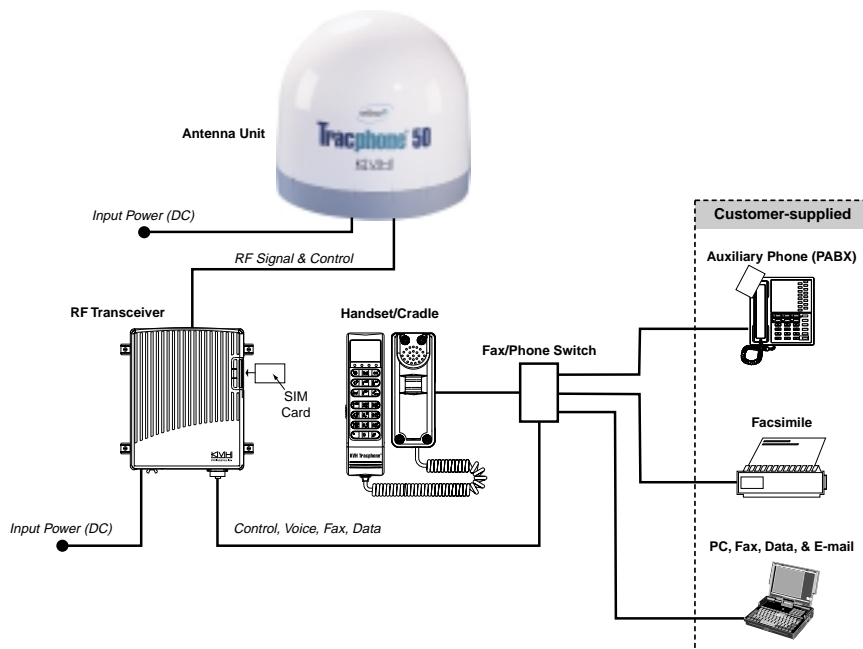 Antenna Unit
Tracphone 50
KVH
Input Power (DC)
RF Signal & Control
Customer-supplied
Auxiliary Phone (PABX)
RF Transceiver
Handset/Cradle
Fax/Phone Switch
SIM
Card
KVH
KVH Tracphone
Facsimile
Input Power (DC)
Control, Voice, Fax, Data
PC, Fax, Data, & E-mail